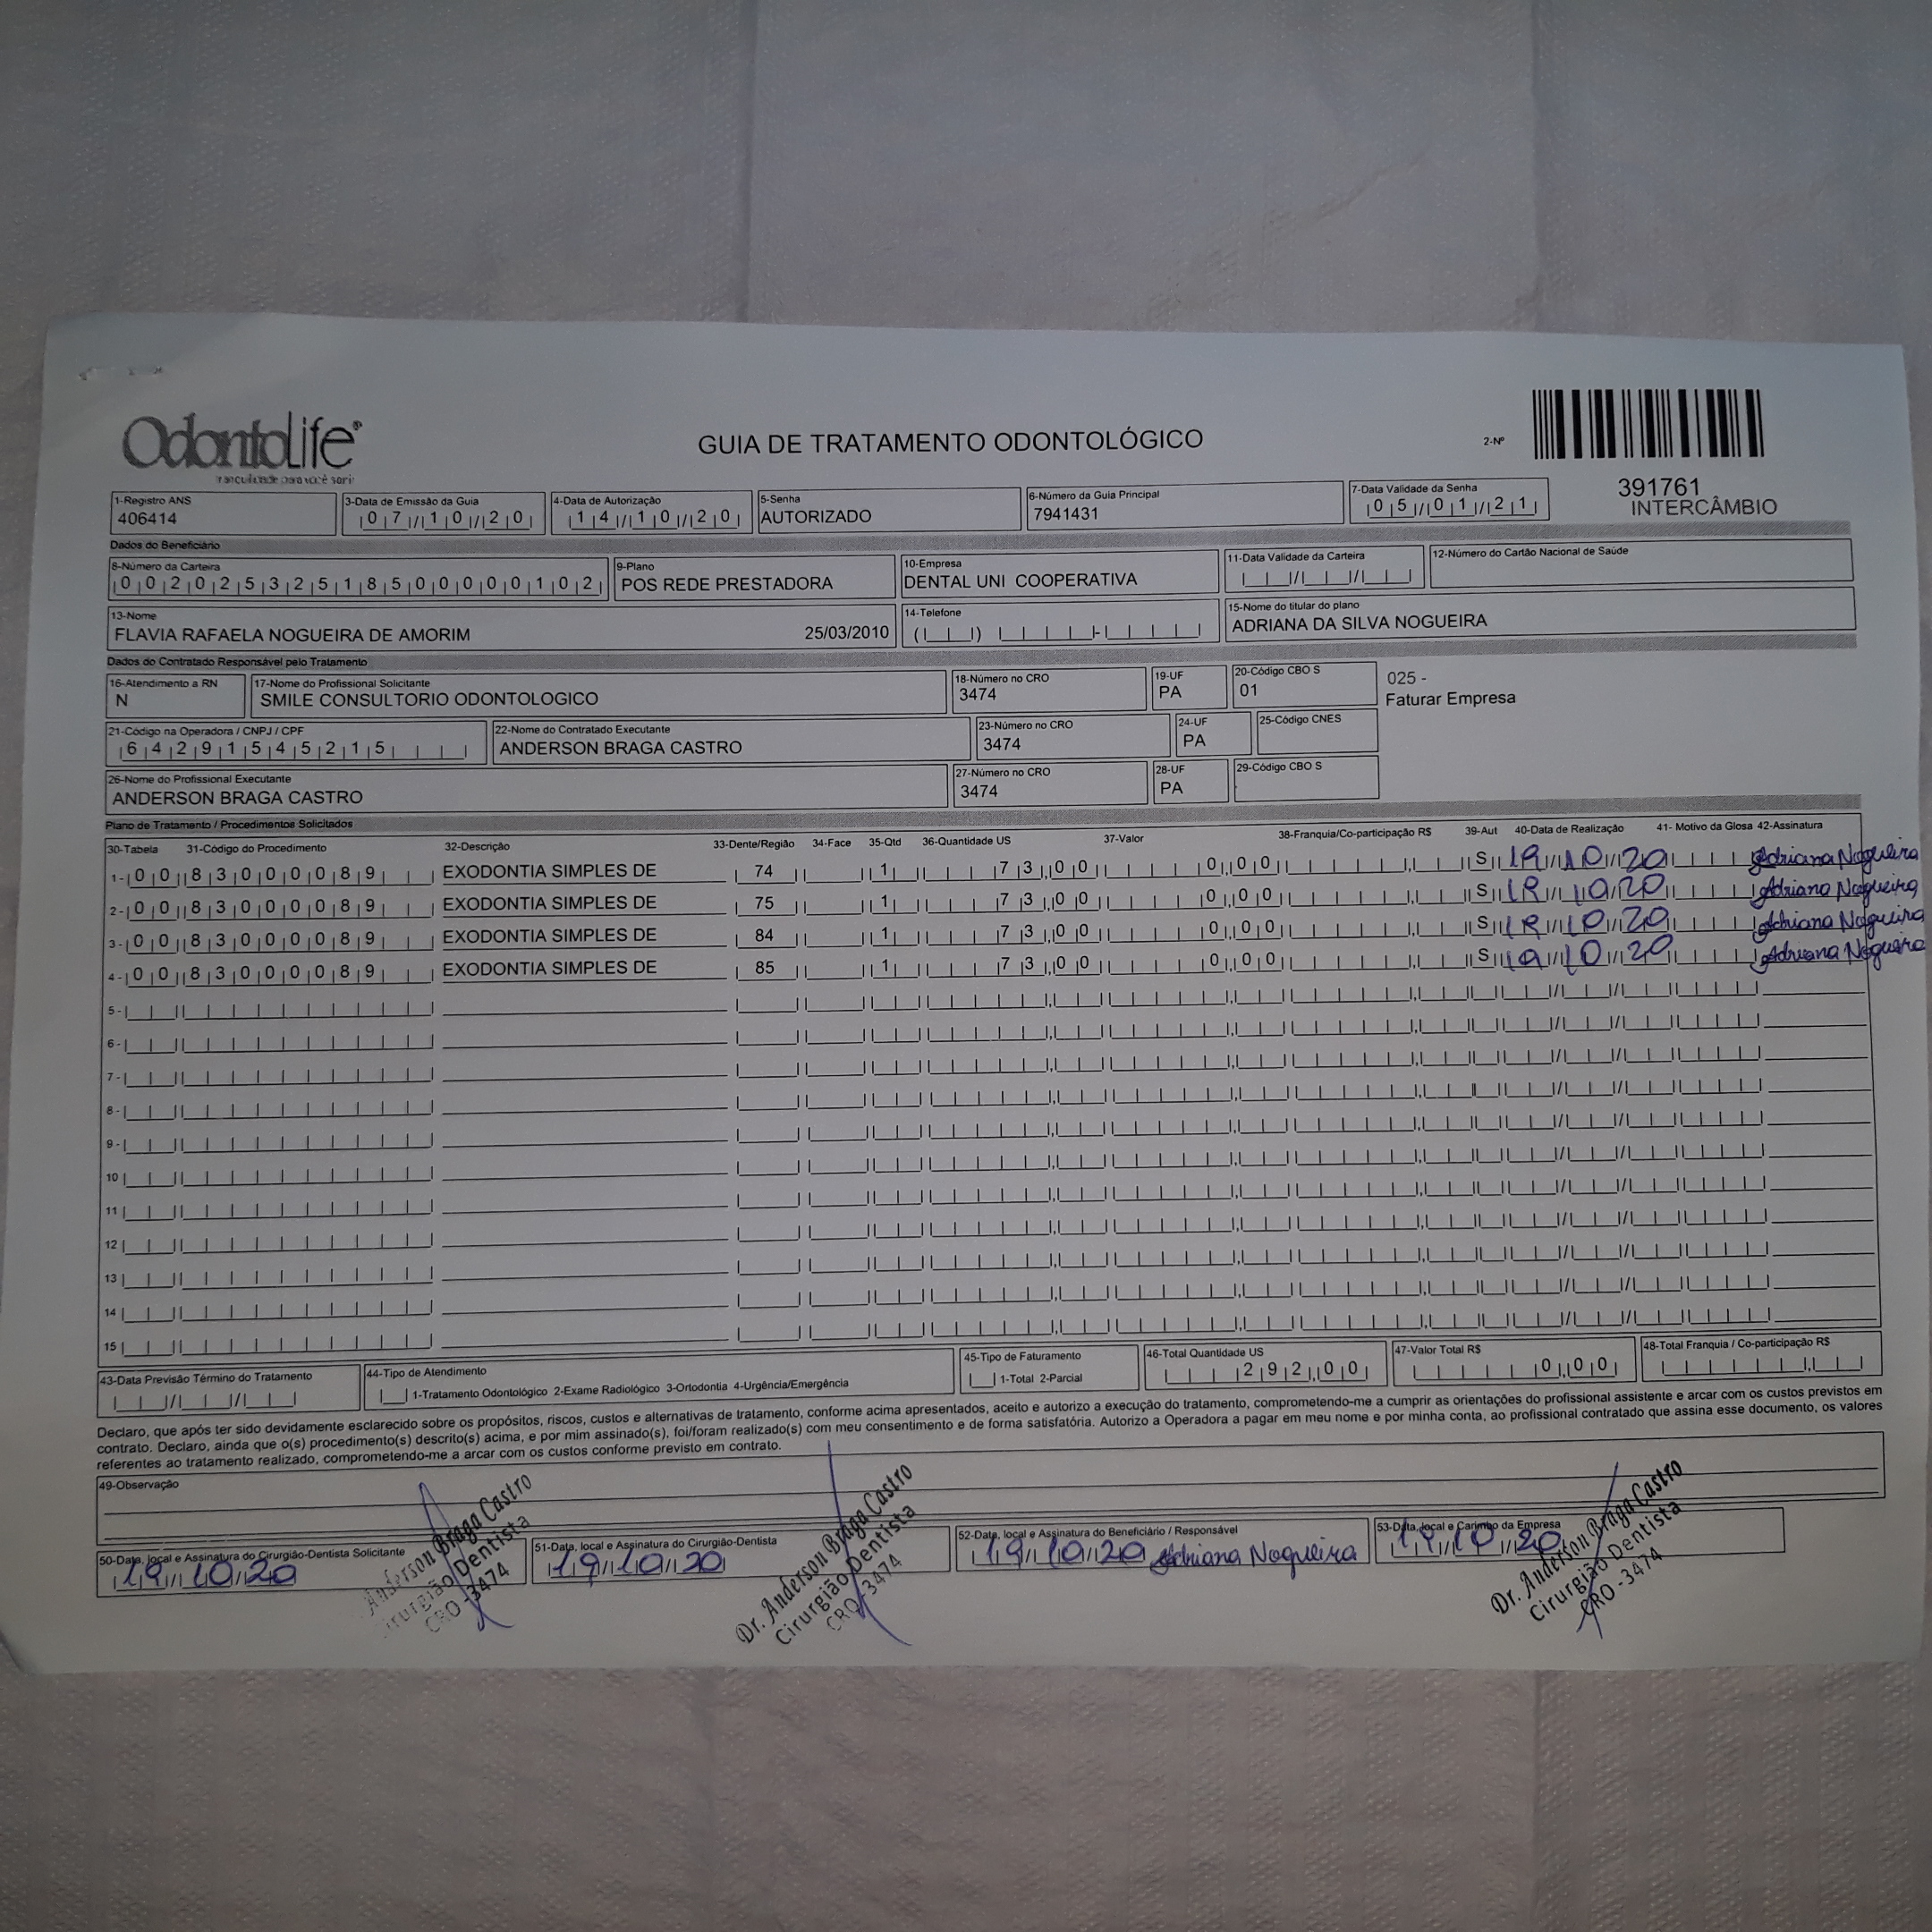 OdontoLife®
tranquilidade para você sorrir
GUIA DE TRATAMENTO ODONTOLÓGICO
2-Nº
391761
INTERCÂMBIO
1-Registro ANS
406414
3-Data de Emissão da Guia
07/10/20
4-Data de Autorização
14/10/20
5-Senha
AUTORIZADO
6-Número da Guia Principal
7941431
7-Data Validade da Senha
05/01/21
Dados do Beneficiário
8-Número da Carteira
00202532518500000102
9-Plano
POS REDE PRESTADORA
10-Empresa
DENTAL UNI COOPERATIVA
11-Data Validade da Carteira
12-Número do Cartão Nacional de Saúde
13-Nome
FLAVIA RAFAELA NOGUEIRA DE AMORIM 25/03/2010
14-Telefone
15-Nome do titular do plano
ADRIANA DA SILVA NOGUEIRA
Dados do Contratado Responsável pelo Tratamento
16-Atendimento a RN
N
17-Nome do Profissional Solicitante
SMILE CONSULTORIO ODONTOLOGICO
18-Número no CRO
3474
19-UF
PA
20-Código CBO S
01
025 -
Faturar Empresa
21-Código na Operadora / CNPJ / CPF
64291545215
22-Nome do Contratado Executante
ANDERSON BRAGA CASTRO
23-Número no CRO
3474
24-UF
PA
25-Código CNES
26-Nome do Profissional Executante
ANDERSON BRAGA CASTRO
27-Número no CRO
3474
28-UF
PA
29-Código CBO S
Plano de Tratamento / Procedimentos Solicitados
30-Tabela 31-Código do Procedimento 32-Descrição 33-Dente/Região 34-Face 35-Qtd 36-Quantidade US 37-Valor 38-Franquia/Co-participação R$ 39-Aut 40-Data de Realização 41- Motivo da Glosa 42-Assinatura
1- 00 83000089 EXODONTIA SIMPLES DE 74 1 73,00 0,00 S 19/10/20 Adriana Nogueira
2- 00 83000089 EXODONTIA SIMPLES DE 75 1 73,00 0,00 S 19/10/20 Adriana Nogueira
3- 00 83000089 EXODONTIA SIMPLES DE 84 1 73,00 0,00 S 19/10/20 Adriana Nogueira
4- 00 83000089 EXODONTIA SIMPLES DE 85 1 73,00 0,00 S 19/10/20 Adriana Nogueira
5-
6-
7-
8-
9-
10
11
12
13
14
15
43-Data Previsão Término do Tratamento
44-Tipo de Atendimento
1-Tratamento Odontológico 2-Exame Radiológico 3-Ortodontia 4-Urgência/Emergência
45-Tipo de Faturamento
1-Total 2-Parcial
46-Total Quantidade US
292,00
47-Valor Total R$
0,00
48-Total Franquia / Co-participação R$
Declaro, que após ter sido devidamente esclarecido sobre os propósitos, riscos, custos e alternativas de tratamento, conforme acima apresentados, aceito e autorizo a execução do tratamento, comprometendo-me a cumprir as orientações do profissional assistente e arcar com os custos previstos em
contrato. Declaro, ainda que o(s) procedimento(s) descrito(s) acima, e por mim assinado(s), foi/foram realizado(s) com meu consentimento e de forma satisfatória. Autorizo a Operadora a pagar em meu nome e por minha conta, ao profissional contratado que assina esse documento, os valores
referentes ao tratamento realizado, comprometendo-me a arcar com os custos conforme previsto em contrato.
49-Observação
50-Data, local e Assinatura do Cirurgião-Dentista Solicitante
19/10/20
Anderson Braga Castro
Cirurgião Dentista
CRO -3474
51-Data, local e Assinatura do Cirurgião-Dentista
19/10/20
Dr. Anderson Braga Castro
Cirurgião Dentista
CRO -3474
52-Data, local e Assinatura do Beneficiário / Responsável
19/10/20 Adriana Nogueira
53-Data, local e Carimbo da Empresa
19/10/20
Dr. Anderson Braga Castro
Cirurgião Dentista
CRO -3474